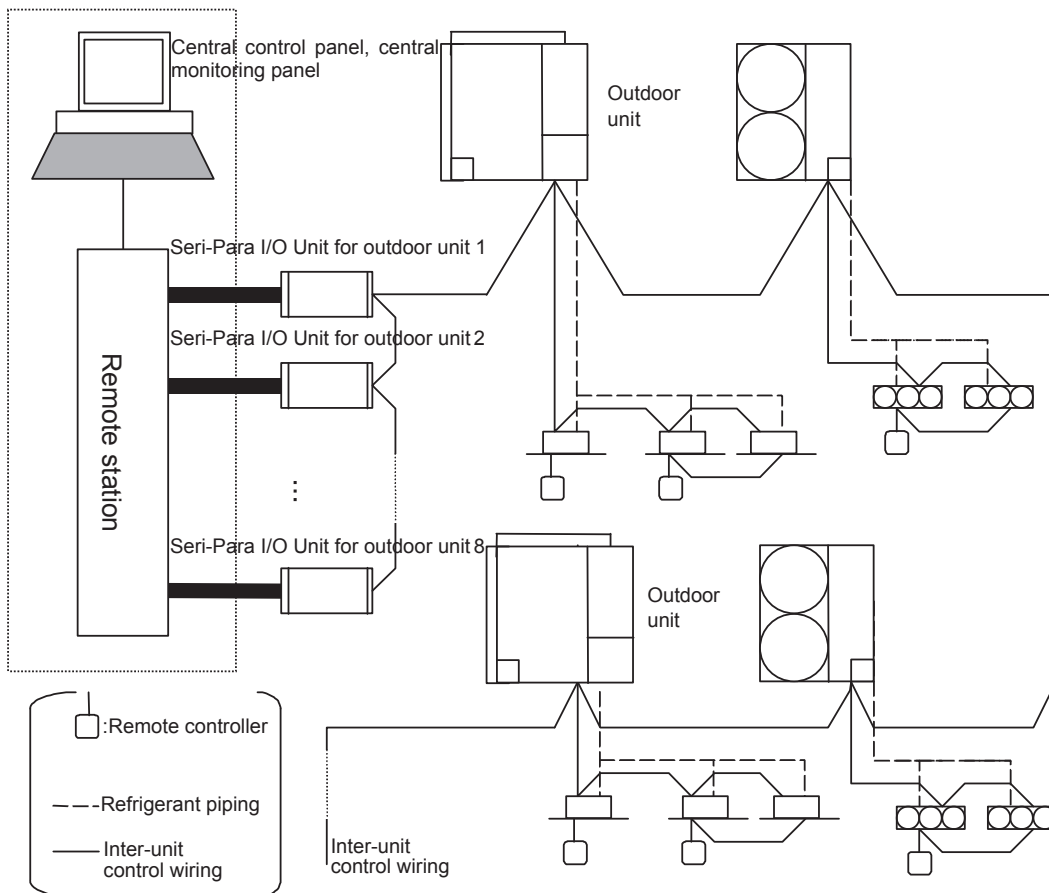 Central control panel, central
monitoring panel
Outdoor
unit
Seri-Para I/O Unit for outdoor unit 1
Seri-Para I/O Unit for outdoor unit 2
Remote station
...
Seri-Para I/O Unit for outdoor unit 8
Outdoor
unit
:Remote controller
Refrigerant piping
Inter-unit
control wiring
Inter-unit
control wiring